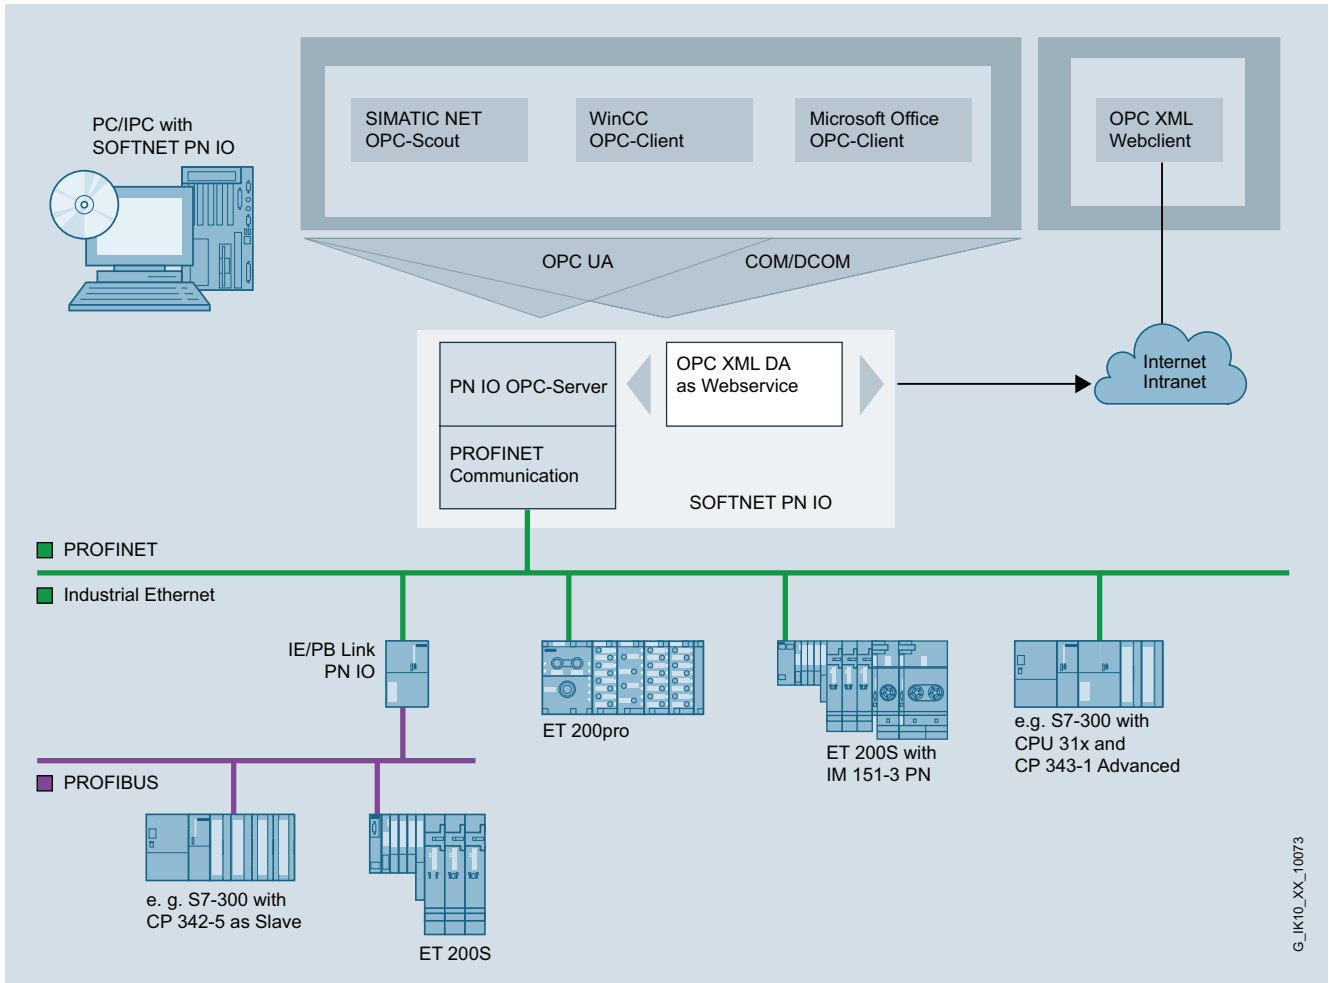 PC/IPC with
SOFTNET PN IO
SIMATIC NET
OPC-Scout
WinCC
OPC-Client
Microsoft Office
OPC-Client
OPC XML
Webclient
OPC UA
COM/DCOM
PN IO OPC-Server
OPC XML DA
as Webservice
Internet
Intranet
PROFINET
Communication
SOFTNET PN IO
PROFINET
Industrial Ethernet
IE/PB Link
PN IO
ET 200pro
ET 200S with
IM 151-3 PN
e.g. S7-300 with
CPU 31x and
CP 343-1 Advanced
PROFIBUS
e. g. S7-300 with
CP 342-5 as Slave
ET 200S
G_IK10_XX_10073